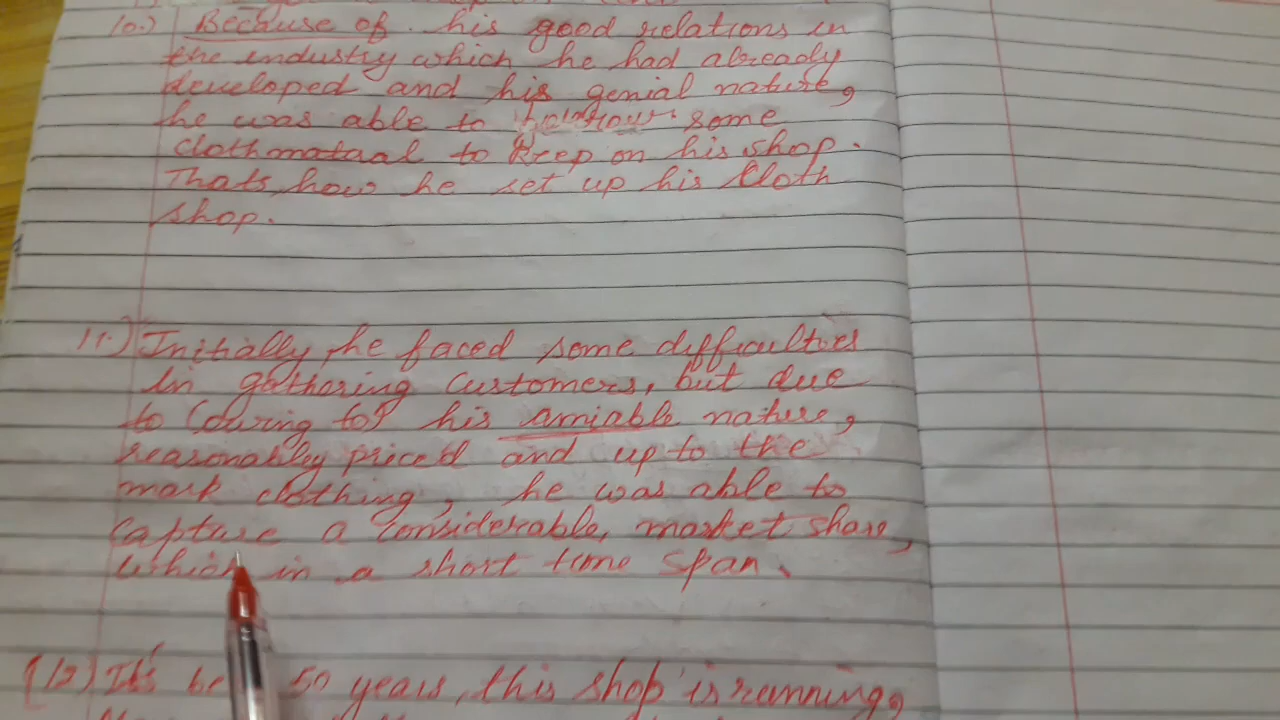 10.) Because of his good relations in
the industry which he had already
developed and his genial nature,
he was able to some
clothmataal to keep on his shop.
Thats how he set up his cloth
shop.
11.) Initially, he faced some difficulties
in gathering customers, but due
to (owing to) his amiable nature,
reasonably priced and up to the
mark clothing, he was able to
capture a considerable, market share,
which in a short time span.
(12) It's 50 years, this shop is running,